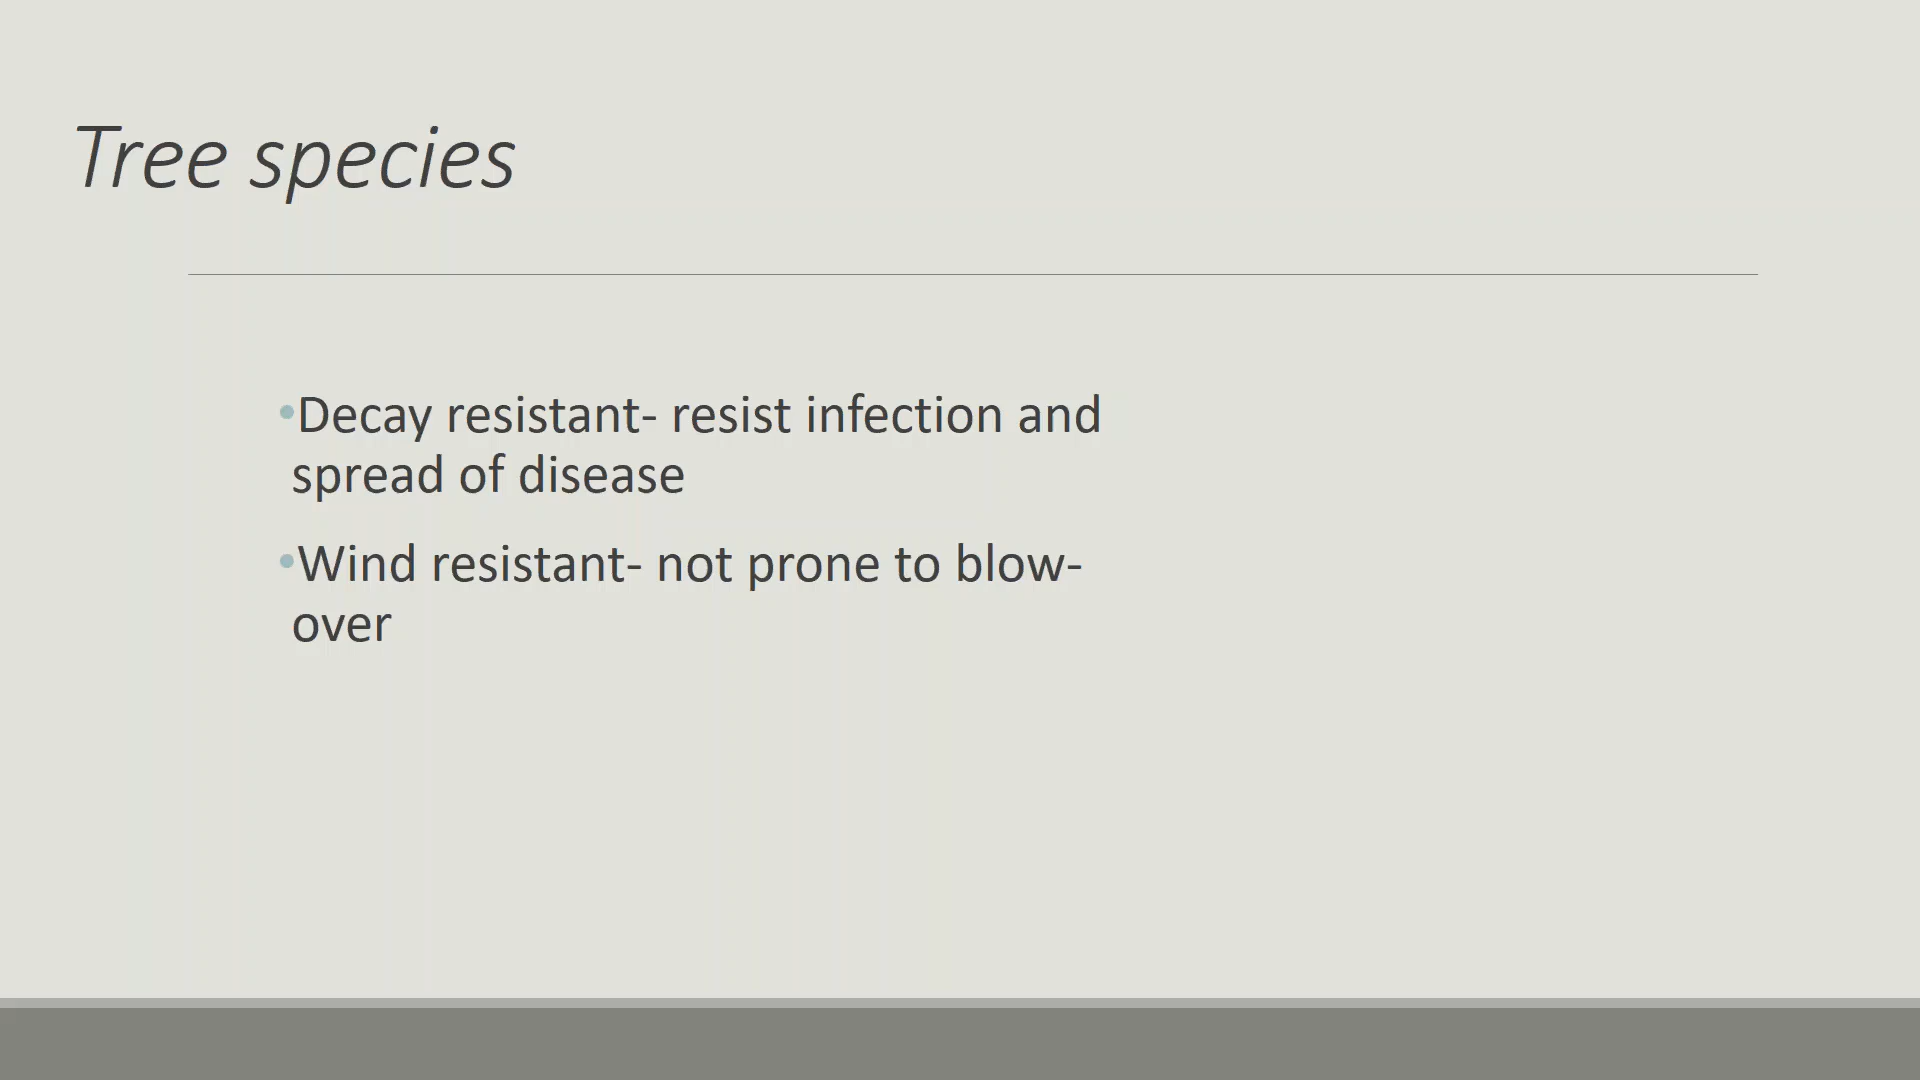 Tree species
•Decay resistant- resist infection and
spread of disease
•Wind resistant- not prone to blow-
over